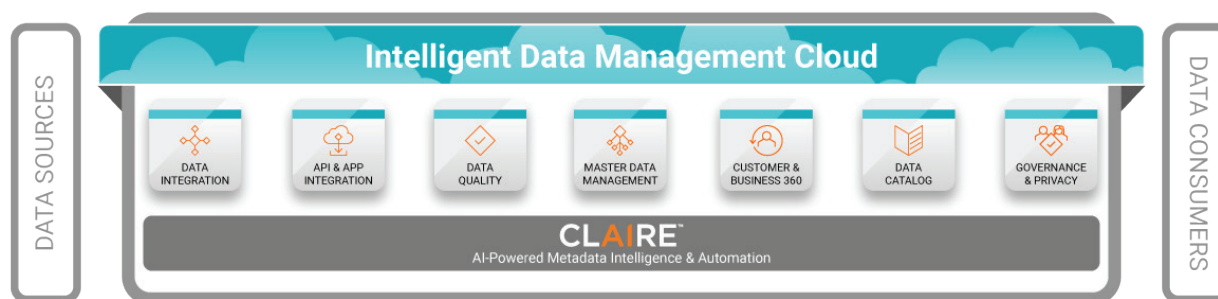 DATA SOURCES
Intelligent Data Management Cloud
DATA
INTEGRATION
API & APP
INTEGRATION
DATA
QUALITY
MASTER DATA
MANAGEMENT
CUSTOMER &
BUSINESS 360
DATA
CATALOG
GOVERNANCE
& PRIVACY
CLAIRE™
AI-Powered Metadata Intelligence & Automation
DATA CONSUMERS